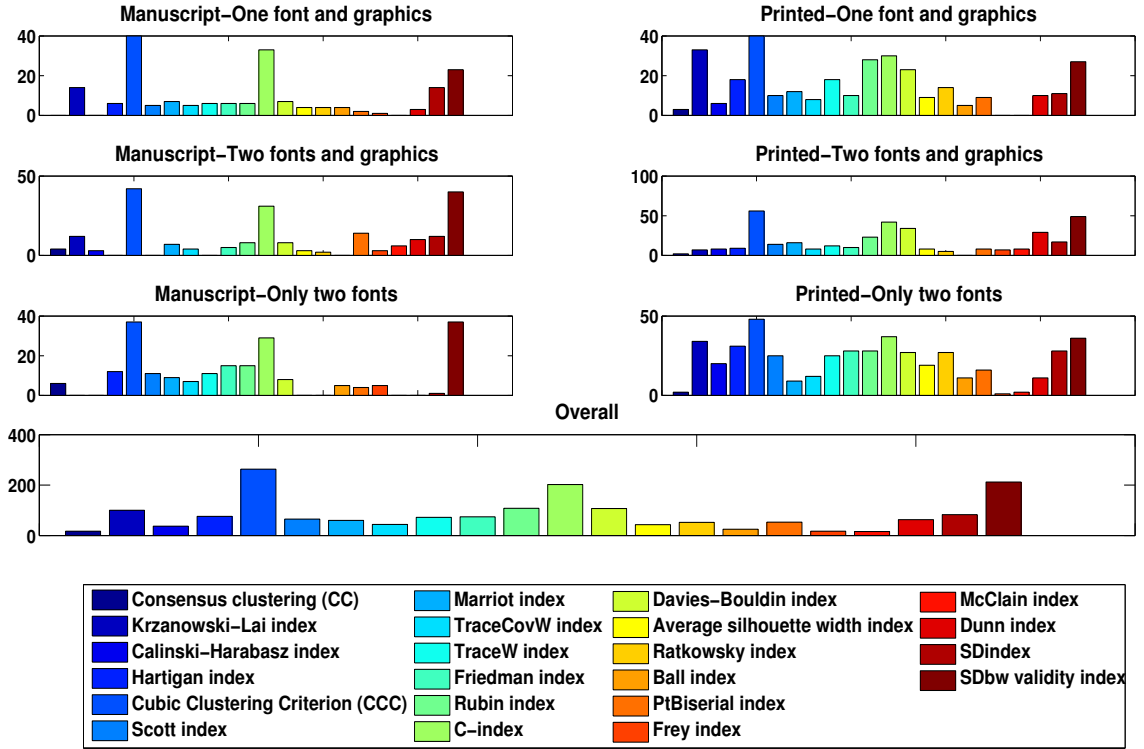 Manuscript−One font and graphics
40
20
0
Printed−One font and graphics
40
20
0
Manuscript−Two fonts and graphics
50
0
Printed−Two fonts and graphics
100
50
0
Manuscript−Only two fonts
40
20
0
Printed−Only two fonts
50
0
Overall
400
200
0
Consensus clustering (CC)
Krzanowski−Lai index
Calinski−Harabasz index
Hartigan index
Cubic Clustering Criterion (CCC)
Scott index
Marriot index
TraceCovW index
TraceW index
Friedman index
Rubin index
C−index
Davies−Bouldin index
Average silhouette width index
Ratkowsky index
Ball index
PtBiserial index
Frey index
McClain index
Dunn index
SDindex
SDbw validity index